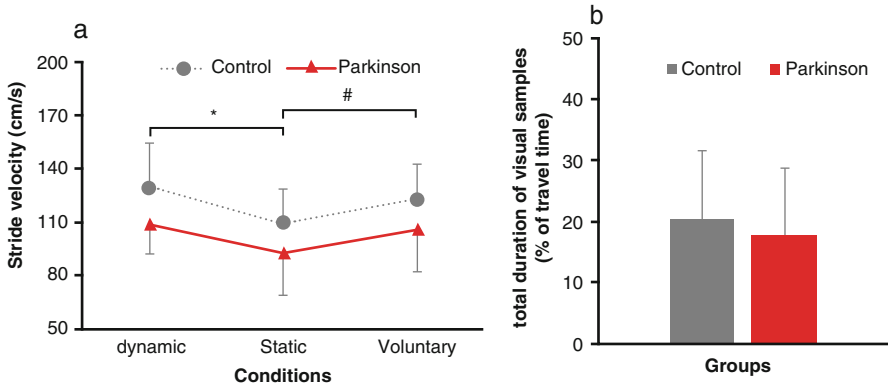 a
Stride velocity (cm/s)
200
170
140
110
80
50
Control
Parkinson
*
#
dynamic
Static
Voluntary
Conditions
b
total duration of visual samples
(% of travel time)
50
40
30
20
10
0
Control
Parkinson
Groups